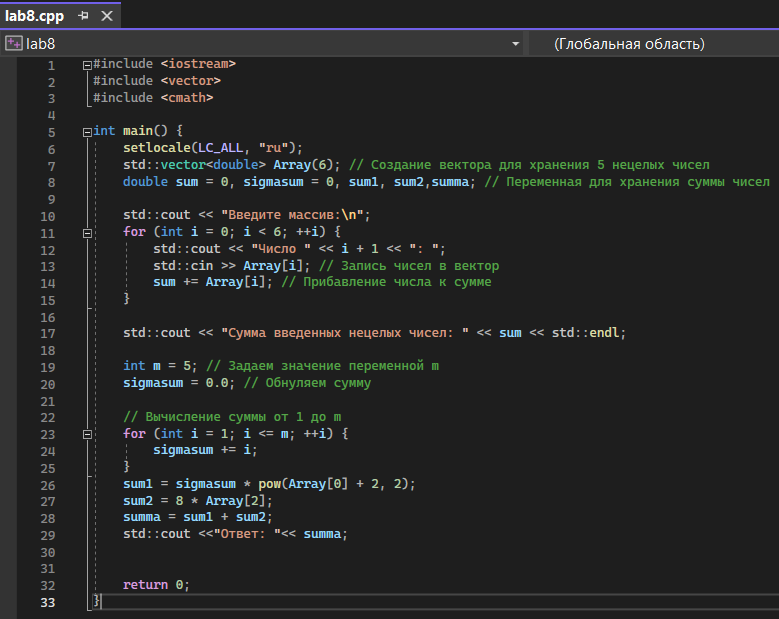 lab8.cpp
lab8 (Глобальная область)
1 #include <iostream>
2 #include <vector>
3 #include <cmath>
4
5 int main() {
6 setlocale(LC_ALL, "ru");
7 std::vector<double> Array(6); // Создание вектора для хранения 5 нецелых чисел
8 double sum = 0, sigmasum = 0, sum1, sum2,summa; // Переменная для хранения суммы чисел
9
10 std::cout << "Введите массив:\n";
11 for (int i = 0; i < 6; ++i) {
12 std::cout << "Число " << i + 1 << ": ";
13 std::cin >> Array[i]; // Запись чисел в вектор
14 sum += Array[i]; // Прибавление числа к сумме
15 }
16
17 std::cout << "Сумма введенных нецелых чисел: " << sum << std::endl;
18
19 int m = 5; // Задаем значение переменной m
20 sigmasum = 0.0; // Обнуляем сумму
21
22 // Вычисление суммы от 1 до m
23 for (int i = 1; i <= m; ++i) {
24 sigmasum += i;
25 }
26 sum1 = sigmasum * pow(Array[0] + 2, 2);
27 sum2 = 8 * Array[2];
28 summa = sum1 + sum2;
29 std::cout <<"Ответ: "<< summa;
30
31
32 return 0;
33 }